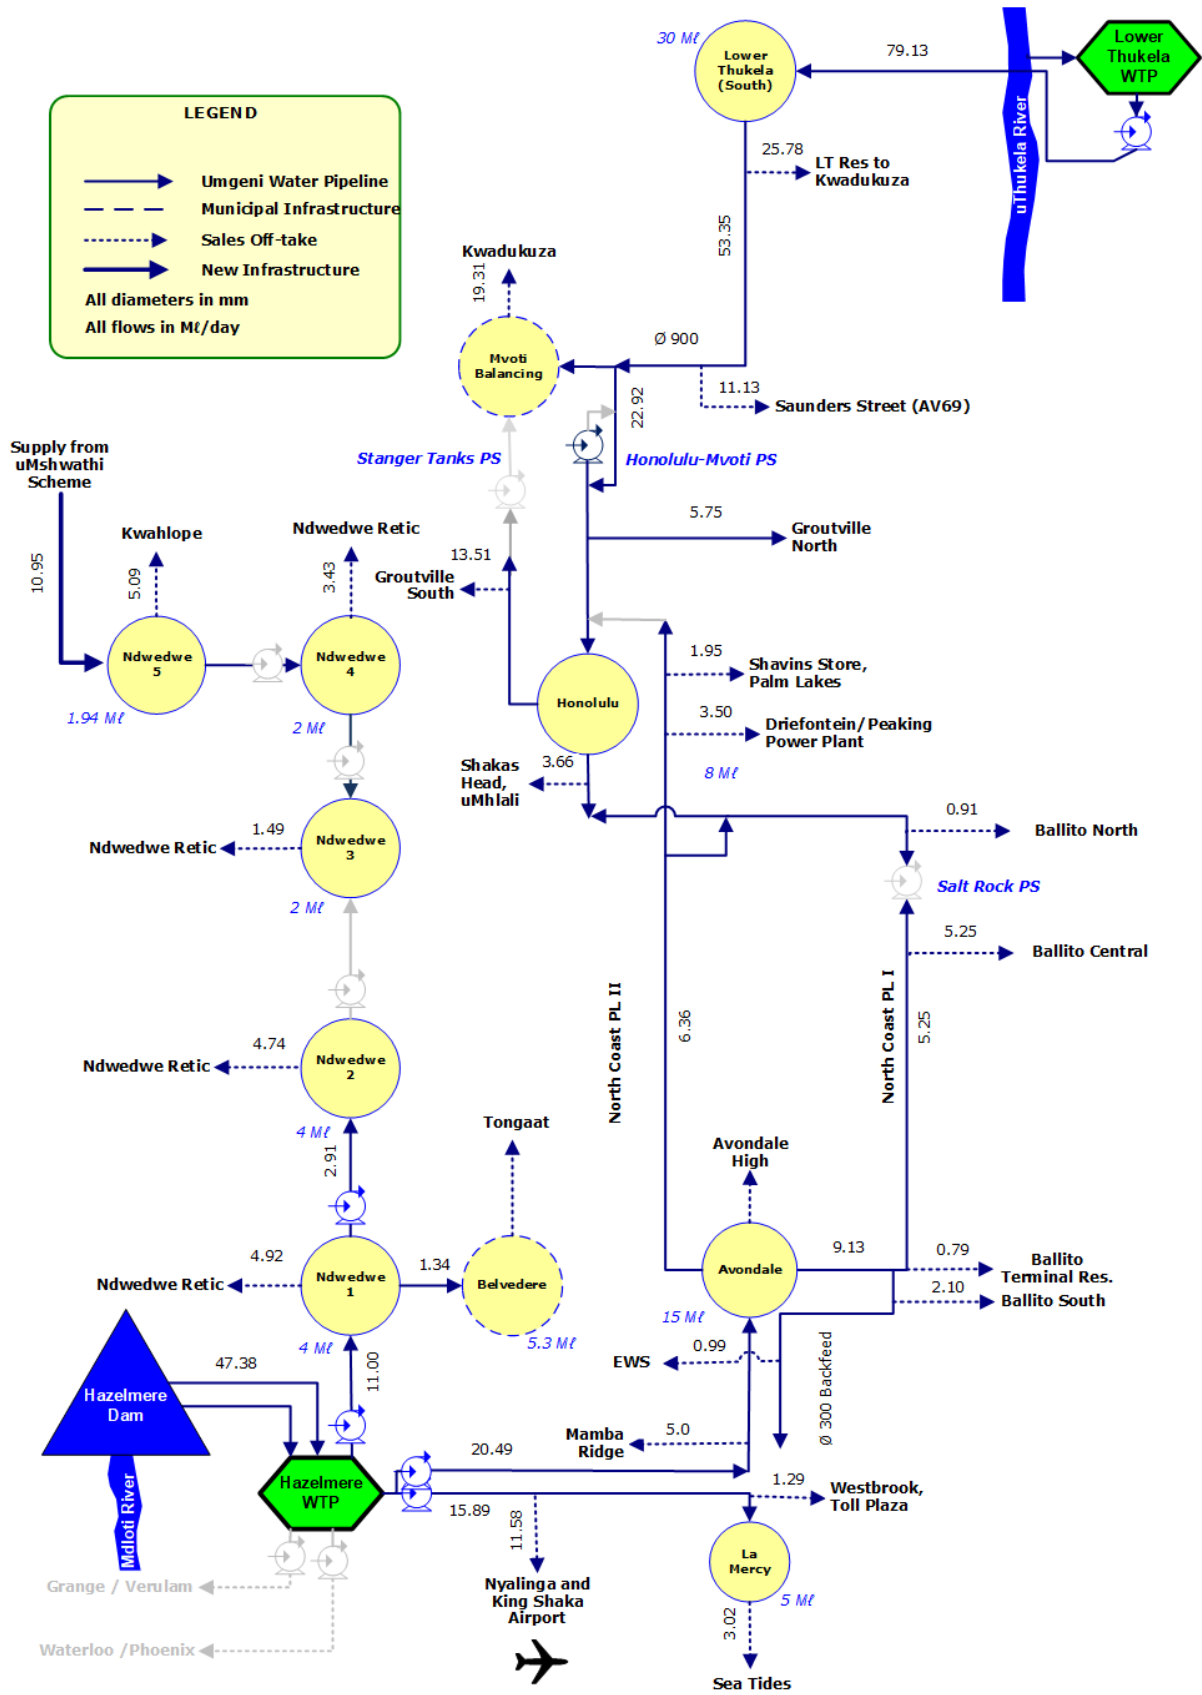 30 Mℓ
Lower
Thukela
(South)
79.13
uThukela River
Lower
Thukela
WTP
LEGEND
Umgeni Water Pipeline
Municipal Infrastructure
Sales Off-take
New Infrastructure
All diameters in mm
All flows in Mℓ/day
25.78
LT Res to
Kwadukuza
53.35
Kwadukuza
19.31
Mvoti
Balancing
Ø 900
22.92
11.13
Saunders Street (AV69)
Stanger Tanks PS
Honolulu-Mvoti PS
Supply from
uMshwathi
Scheme
10.95
Kwahlope
5.09
Ndwedwe Retic
3.43
13.51
Groutville
South
5.75
Groutville
North
Ndwedwe
5
1.94 Mℓ
Ndwedwe
4
2 Mℓ
Honolulu
1.95
Shavins Store,
Palm Lakes
3.50
Driefontein/Peaking
Power Plant
8 Mℓ
Shakas
Head,
uMhlali
3.66
1.49
Ndwedwe Retic
Ndwedwe
3
2 Mℓ
0.91
Ballito North
Salt Rock PS
5.25
Ballito Central
North Coast PL II
6.36
North Coast PL I
5.25
4.74
Ndwedwe Retic
Ndwedwe
2
4 Mℓ
2.91
Tongaat
Avondale
High
4.92
Ndwedwe Retic
Ndwedwe
1
4 Mℓ
1.34
Belvedere
5.3 Mℓ
Avondale
15 Mℓ
9.13
0.79
Ballito
Terminal Res.
2.10
Ballito South
EWS
0.99
Ø 300 Backfeed
Hazelmere
Dam
47.38
11.00
Mamba
Ridge
5.0
20.49
Hazelmere
WTP
15.89
11.58
1.29
Westbrook,
Toll Plaza
Mdloti River
Grange / Verulam
Waterloo /Phoenix
Nyalinga and
King Shaka
Airport
La
Mercy
5 Mℓ
3.02
Sea Tides